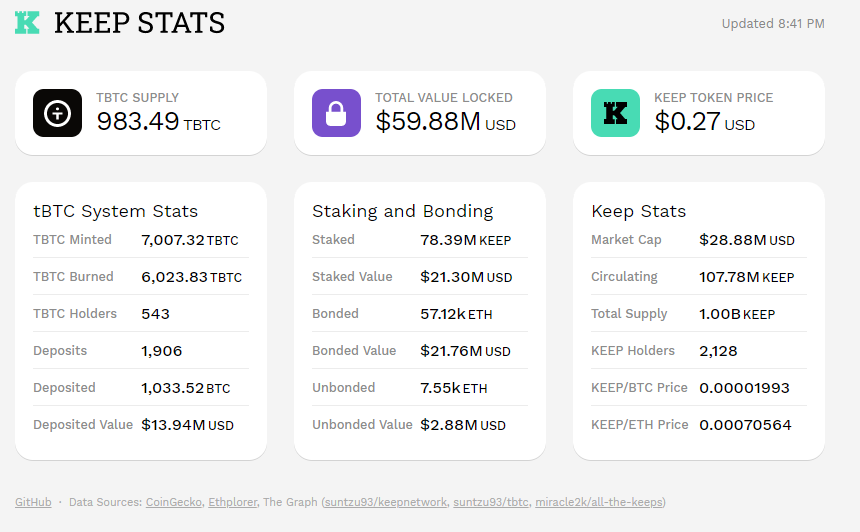 KEEP STATS
Updated 8:41 PM
TBTC SUPPLY
983.49 TBTC
TOTAL VALUE LOCKED
$59.88M USD
KEEP TOKEN PRICE
$0.27 USD
tBTC System Stats
TBTC Minted 7,007.32 TBTC
TBTC Burned 6,023.83 TBTC
TBTC Holders 543
Deposits 1,906
Deposited 1,033.52 BTC
Deposited Value $13.94M USD
Staking and Bonding
Staked 78.39M KEEP
Staked Value $21.30M USD
Bonded 57.12k ETH
Bonded Value $21.76M USD
Unbonded 7.55k ETH
Unbonded Value $2.88M USD
Keep Stats
Market Cap $28.88M USD
Circulating 107.78M KEEP
Total Supply 1.00B KEEP
KEEP Holders 2,128
KEEP/BTC Price 0.00001993
KEEP/ETH Price 0.00070564
GitHub · Data Sources: CoinGecko, Ethplorer, The Graph (suntzu93/keepnetwork, suntzu93/tbtc, miracle2k/all-the-keeps)